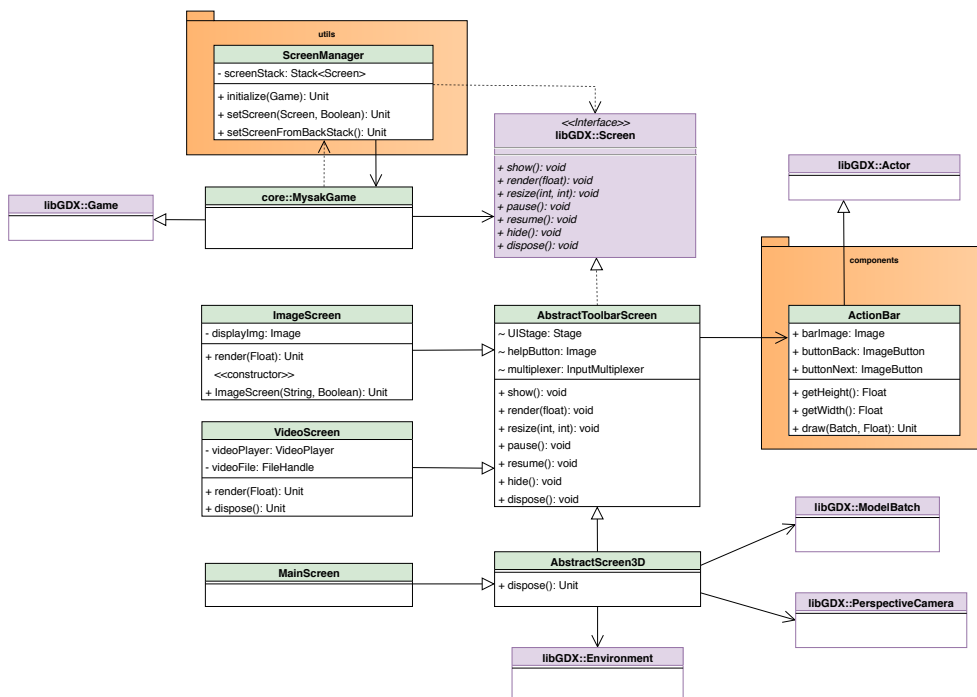 utils
ScreenManager
- screenStack: Stack<Screen>
+ initialize(Game): Unit
+ setScreen(Screen, Boolean): Unit
+ setScreenFromBackStack(): Unit
<<Interface>>
libGDX::Screen
+ show(): void
+ render(float): void
+ resize(int, int): void
+ pause(): void
+ resume(): void
+ hide(): void
+ dispose(): void
libGDX::Actor
libGDX::Game
core::MysakGame
components
ActionBar
+ barImage: Image
+ buttonBack: ImageButton
+ buttonNext: ImageButton
+ getHeight(): Float
+ getWidth(): Float
+ draw(Batch, Float): Unit
ImageScreen
- displayImg: Image
+ render(Float): Unit
<<constructor>>
+ ImageScreen(String, Boolean): Unit
AbstractToolbarScreen
~ UIStage: Stage
~ helpButton: Image
~ multiplexer: InputMultiplexer
+ show(): void
+ render(float): void
+ resize(int, int): void
+ pause(): void
+ resume(): void
+ hide(): void
+ dispose(): void
VideoScreen
- videoPlayer: VideoPlayer
- videoFile: FileHandle
+ render(Float): Unit
+ dispose(): Unit
libGDX::ModelBatch
MainScreen
AbstractScreen3D
+ dispose(): Unit
libGDX::PerspectiveCamera
libGDX::Environment